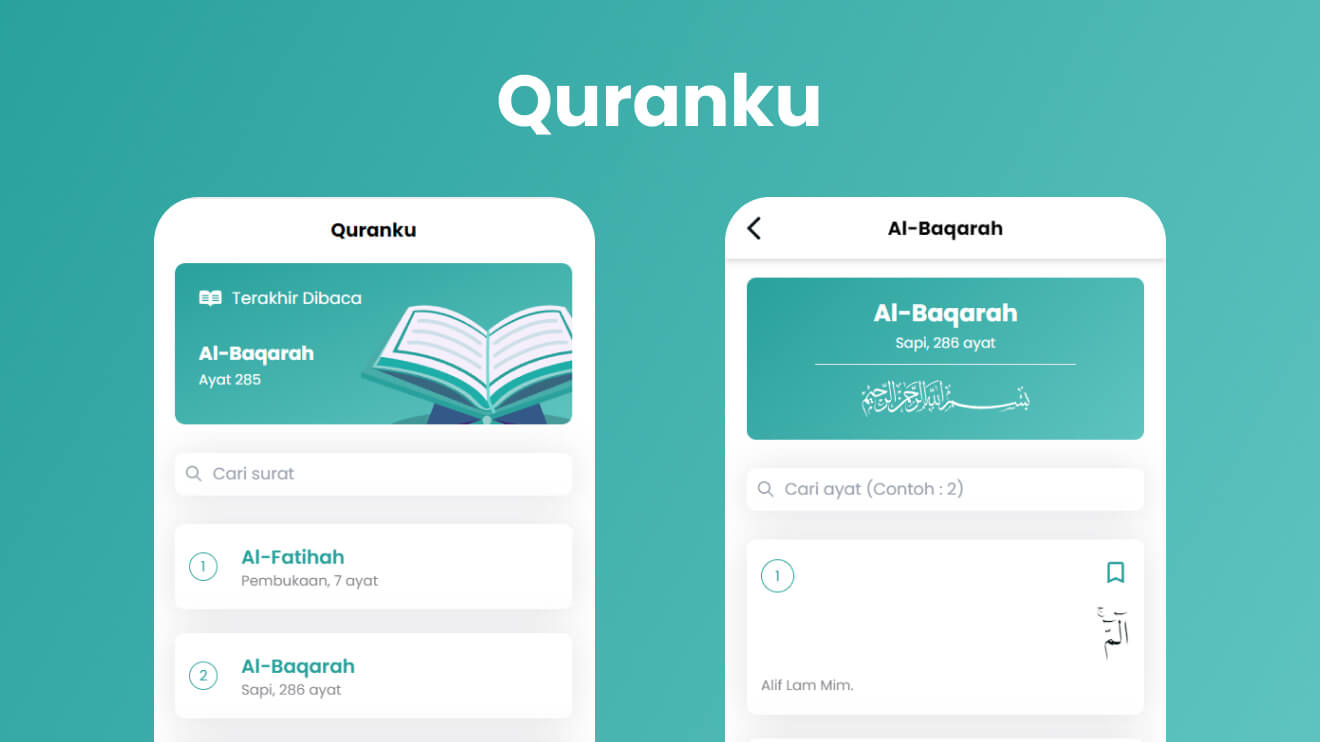 Quranku
Quranku
Terakhir Dibaca
Al-Baqarah
Ayat 285
Cari surat
1
Al-Fatihah
Pembukaan, 7 ayat
2
Al-Baqarah
Sapi, 286 ayat
Al-Baqarah
Al-Baqarah
Sapi, 286 ayat
بِسْمِ اللَّهِ الرَّحْمَٰنِ الرَّحِيمِ
Cari ayat (Contoh : 2)
1
الۤمّۤ
Alif Lam Mim.